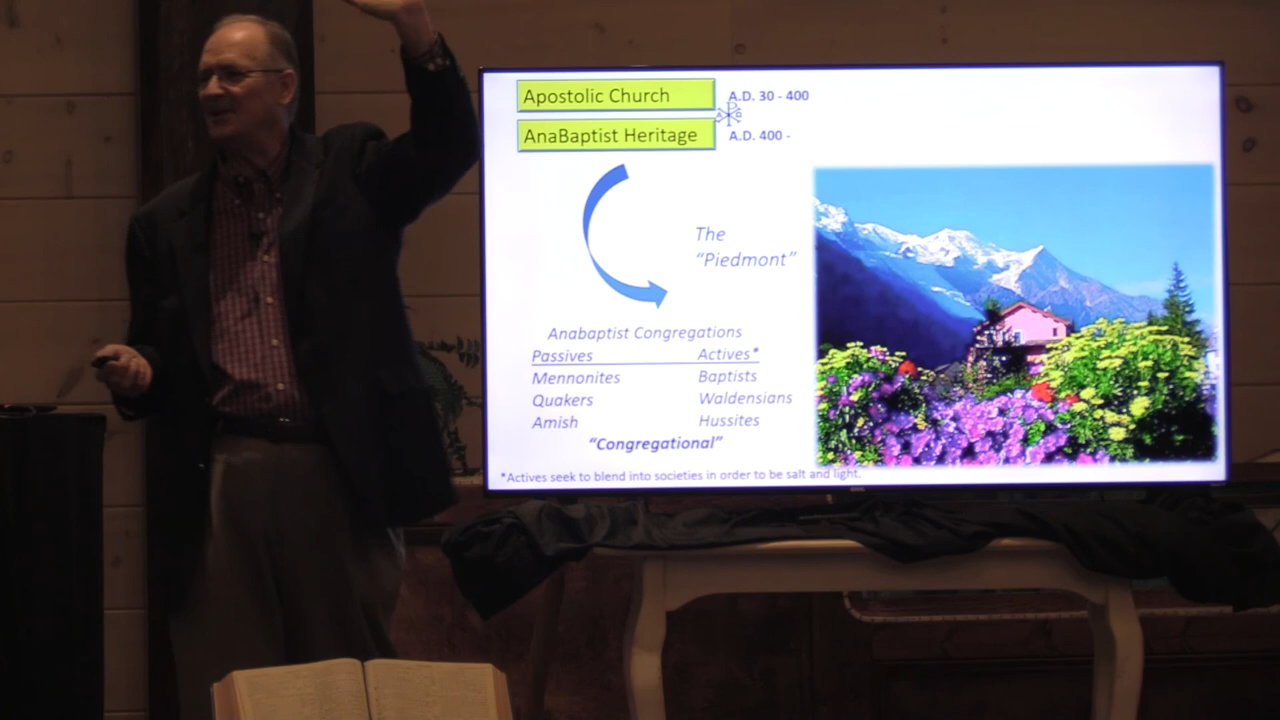 Apostolic Church A.D. 30 - 400
AnaBaptist Heritage A.D. 400 -
The
“Piedmont”
Anabaptist Congregations
Passives Actives*
Mennonites Baptists
Quakers Waldensians
Amish Hussites
“Congregational”
*Actives seek to blend into societies in order to be salt and light.